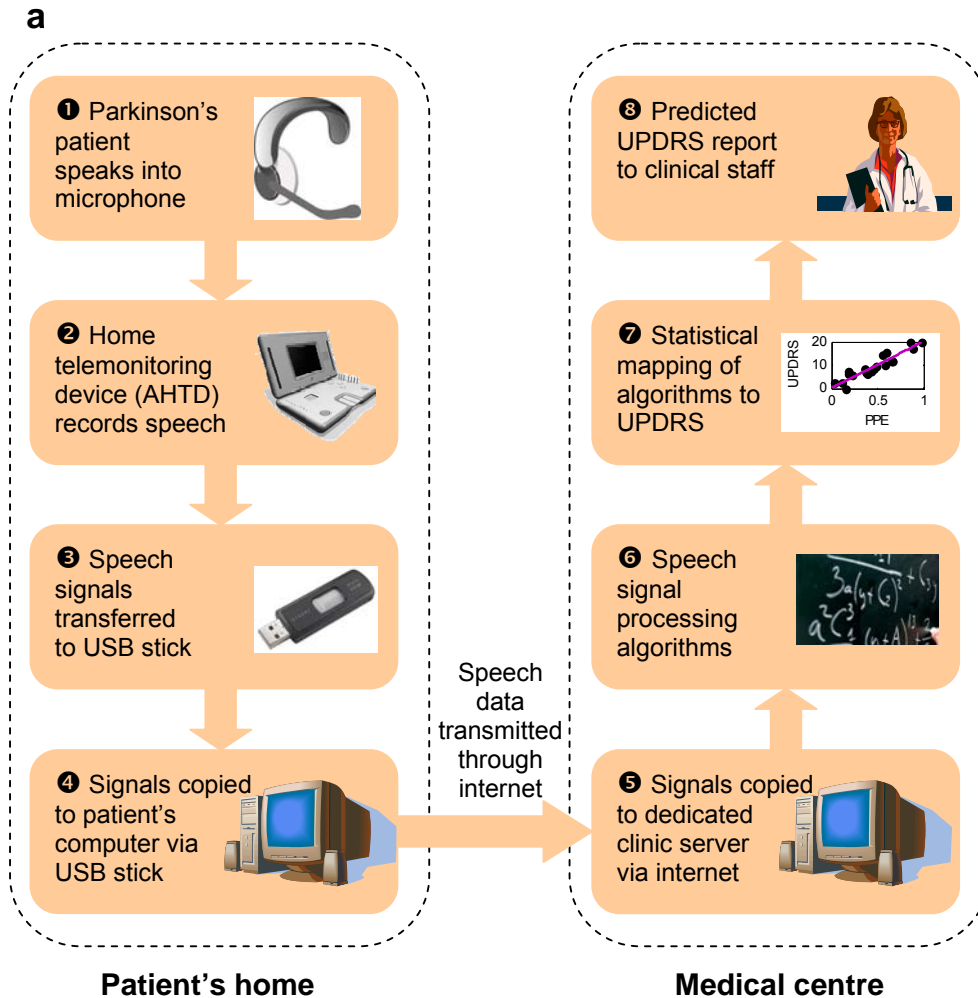 a
❶ Parkinson's
patient
speaks into
microphone
❷ Home
telemonitoring
device (AHTD)
records speech
❸ Speech
signals
transferred
to USB stick
❹ Signals copied
to patient's
computer via
USB stick
Speech
data
transmitted
through
internet
❺ Signals copied
to dedicated
clinic server
via internet
❻ Speech
signal
processing
algorithms
❼ Statistical
mapping of
algorithms to
UPDRS
UPDRS
20
10
0
0 0.5 1
PPE
❽ Predicted
UPDRS report
to clinical staff
Patient's home
Medical centre